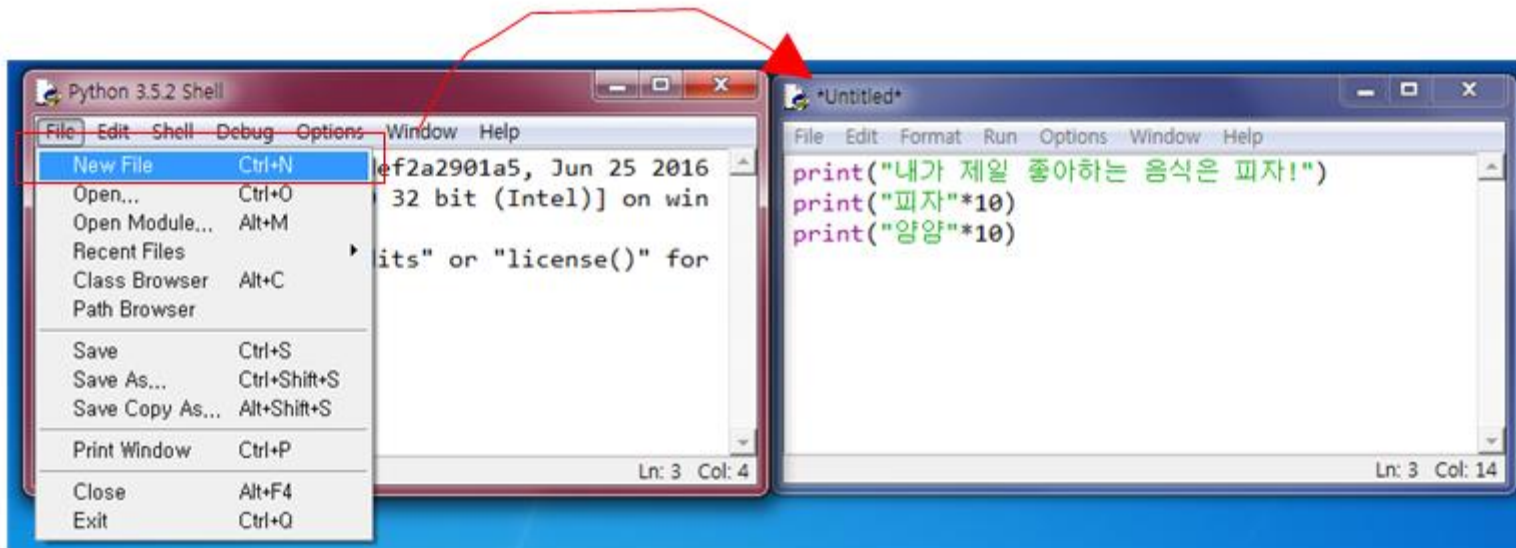 Python 3.5.2 Shell
File Edit Shell Debug Options Window Help
New File Ctrl+N
Open... Ctrl+O
Open Module... Alt+M
Recent Files
Class Browser Alt+C
Path Browser
Save Ctrl+S
Save As... Ctrl+Shift+S
Save Copy As... Alt+Shift+S
Print Window Ctrl+P
Close Alt+F4
Exit Ctrl+Q
def2a2901a5, Jun 25 2016
32 bit (Intel)] on win
its" or "license()" for
Ln: 3 Col: 4
*Untitled*
File Edit Format Run Options Window Help
print("내가 제일 좋아하는 음식은 피자!")
print("피자"*10)
print("얌얌"*10)
Ln: 3 Col: 14